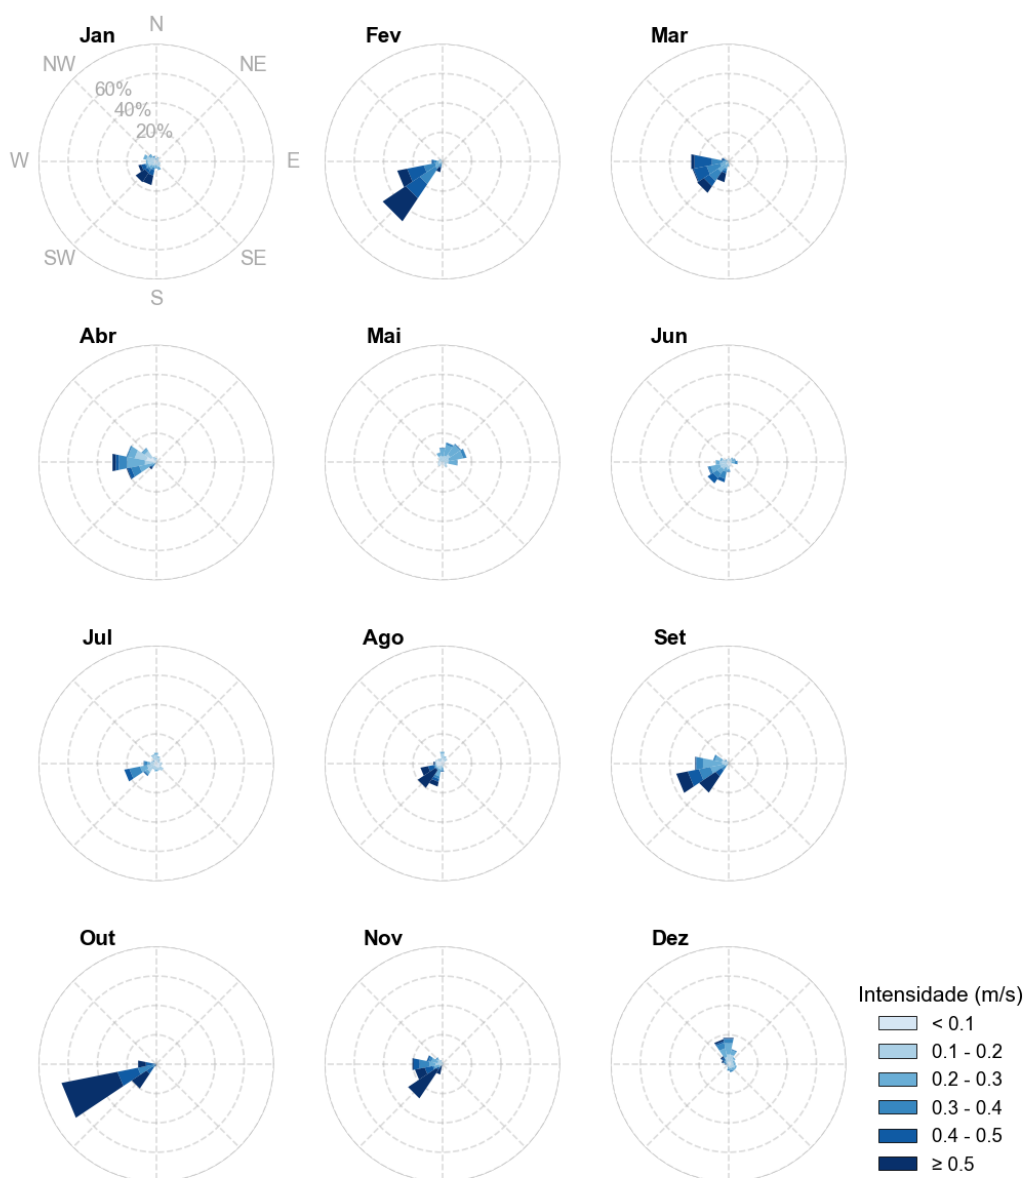 Jan
N
Fev
Mar
NW
NE
60%
40%
20%
W
E
SW
SE
S
Abr
Mai
Jun
Jul
Ago
Set
Out
Nov
Dez
Intensidade (m/s)
< 0.1
0.1 - 0.2
0.2 - 0.3
0.3 - 0.4
0.4 - 0.5
≥ 0.5